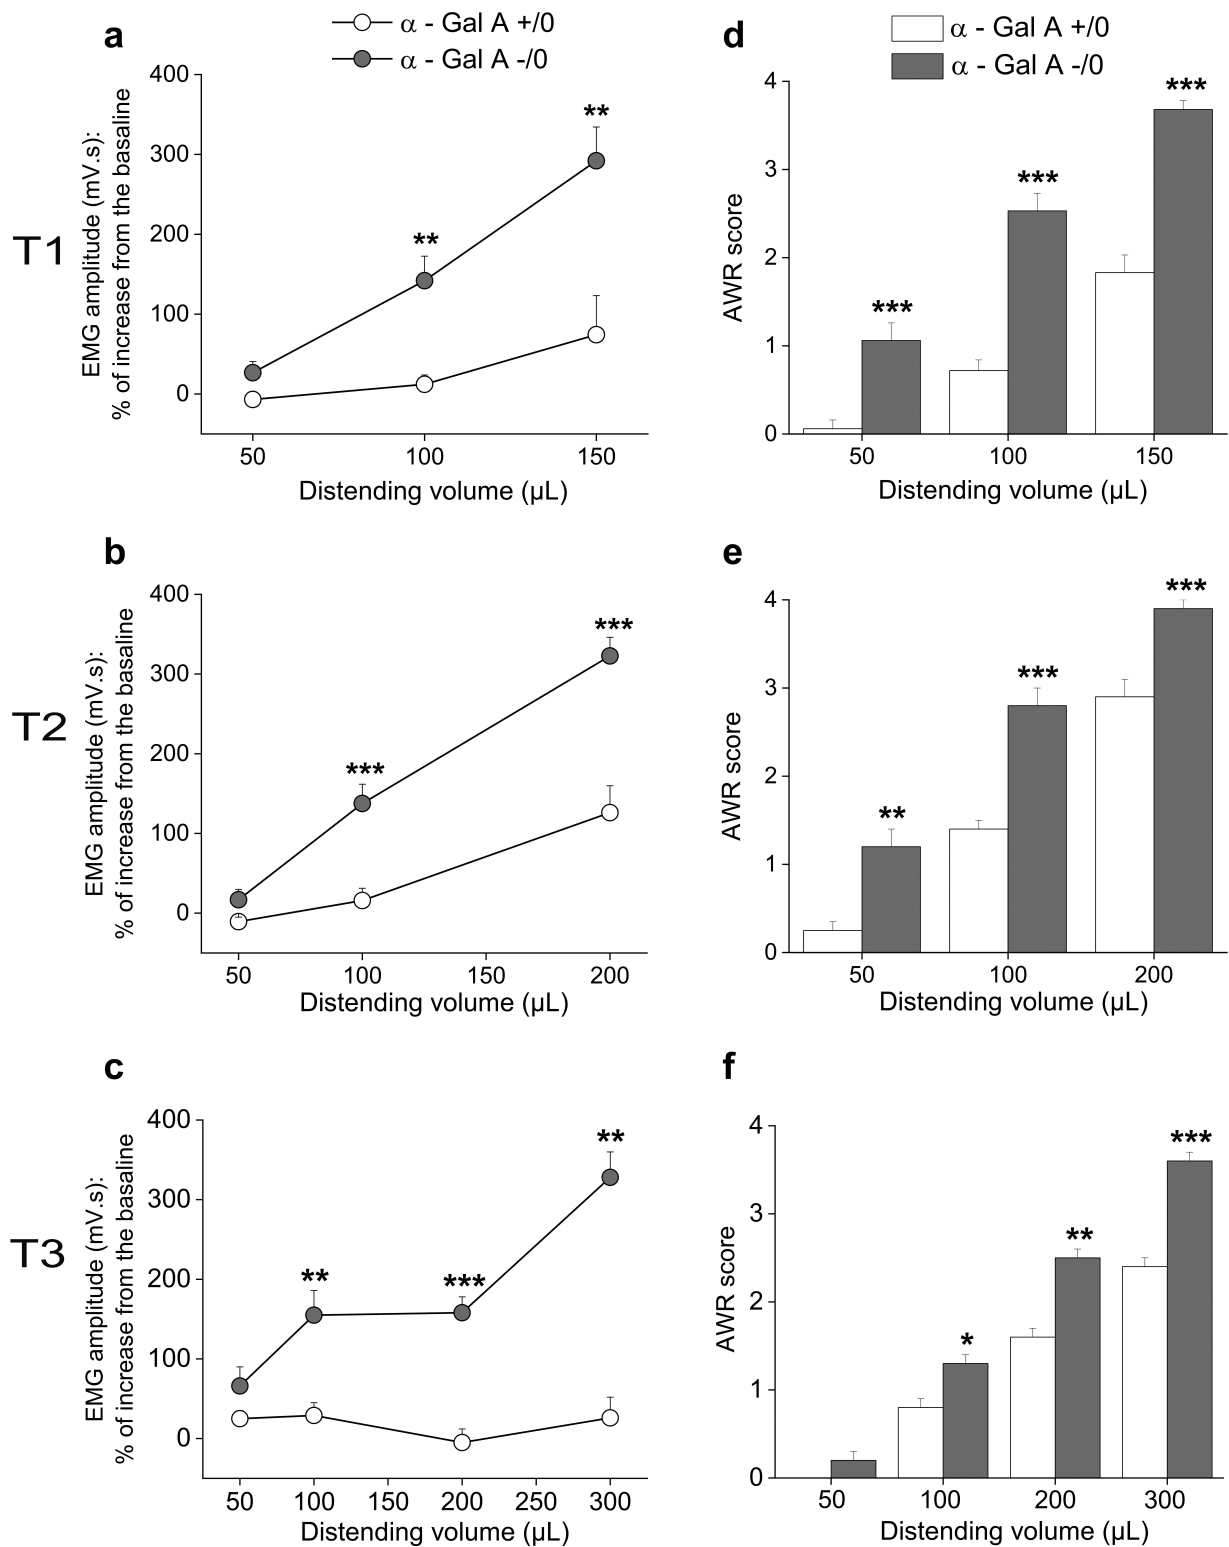 a
α - Gal A +/0
α - Gal A -/0
400
300
200
100
0
EMG amplitude (mV.s):
% of increase from the basaline
**
**
50
100
150
Distending volume (µL)
T1
d
α - Gal A +/0
α - Gal A -/0
4
3
2
1
0
AWR score
***
***
***
50
100
150
Distending volume (µL)
b
400
300
200
100
0
EMG amplitude (mV.s):
% of increase from the basaline
***
***
50
100
150
200
Distending volume (µL)
T2
e
4
3
2
1
0
AWR score
**
***
***
50
100
200
Distending volume (µL)
c
400
300
200
100
0
EMG amplitude (mV.s):
% of increase from the basaline
**
***
**
50
100
150
200
250
300
Distending volume (µL)
T3
f
4
3
2
1
0
AWR score
*
**
***
50
100
200
300
Distending volume (µL)